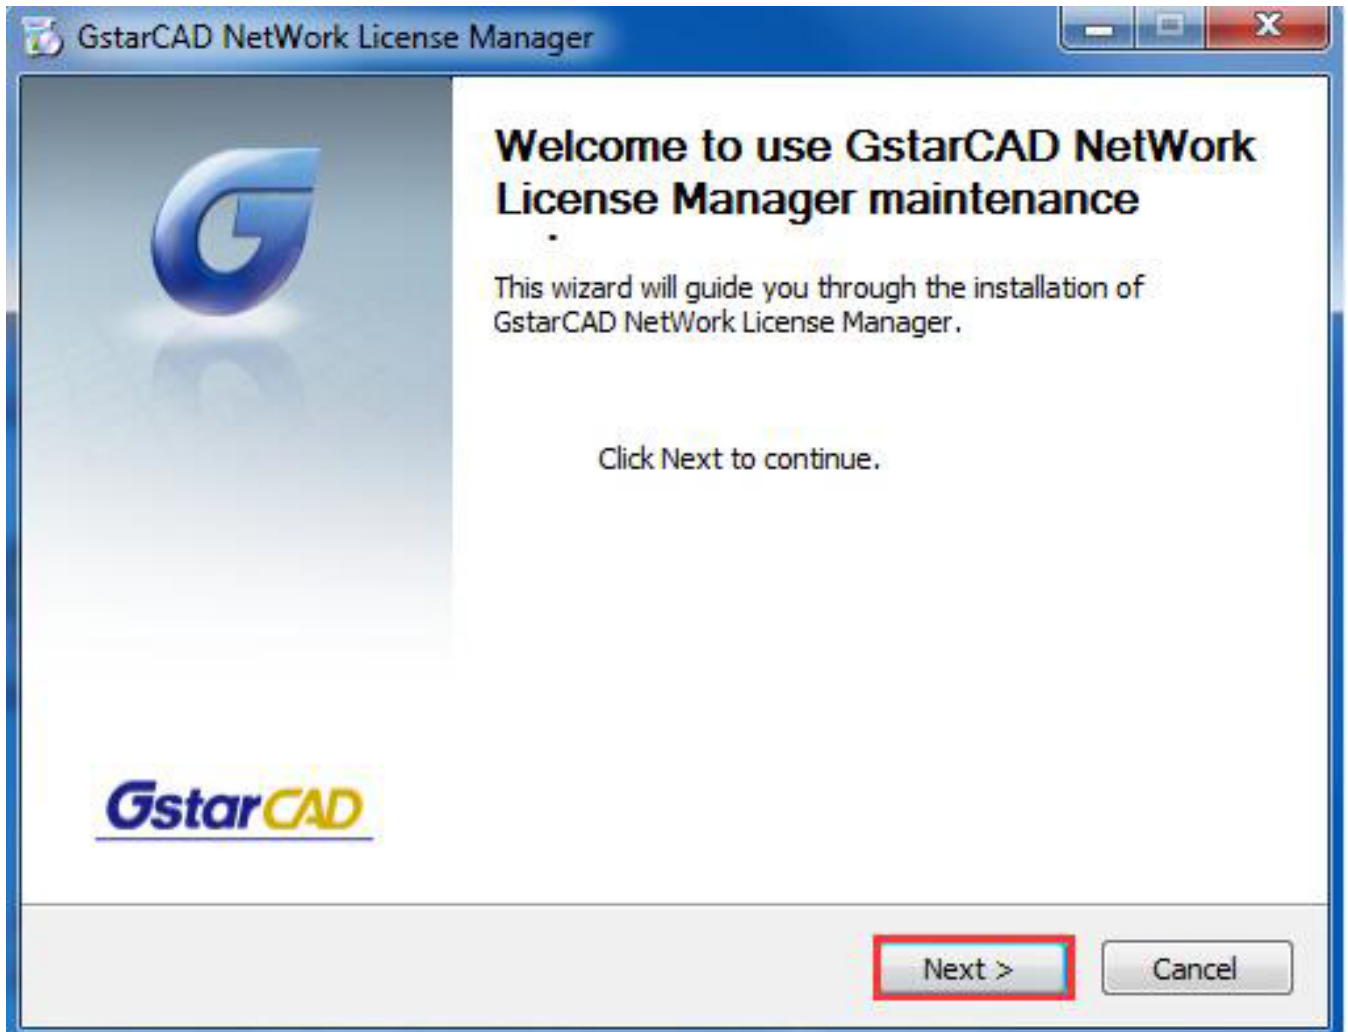 GstarCAD NetWork License Manager
Welcome to use GstarCAD NetWork
License Manager maintenance
This wizard will guide you through the installation of
GstarCAD NetWork License Manager.
Click Next to continue.
GstarCAD
Next >
Cancel